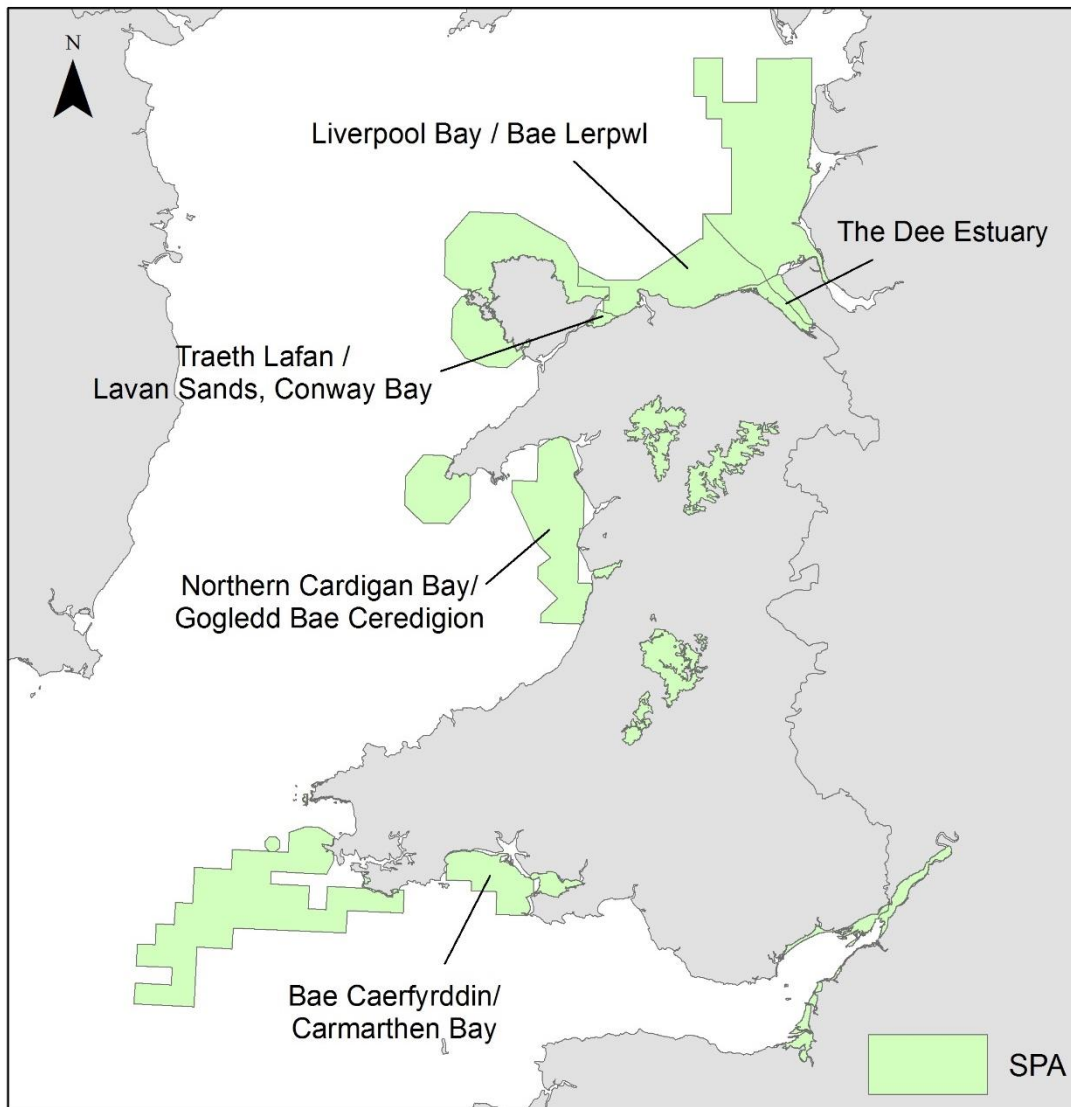 N
Liverpool Bay / Bae Lerpwl
The Dee Estuary
Traeth Lafan /
Lavan Sands, Conway Bay
Northern Cardigan Bay/
Gogledd Bae Ceredigion
Bae Caerfyrddin/
Carmarthen Bay
SPA